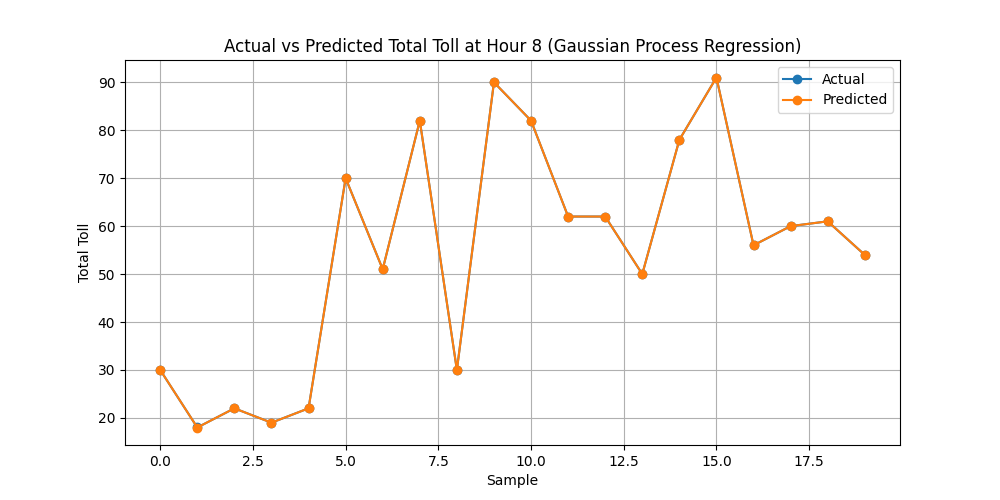 Actual vs Predicted Total Toll at Hour 8 (Gaussian Process Regression)
Actual
Predicted
Total Toll
90
80
70
60
50
40
30
20
0.0 2.5 5.0 7.5 10.0 12.5 15.0 17.5
Sample